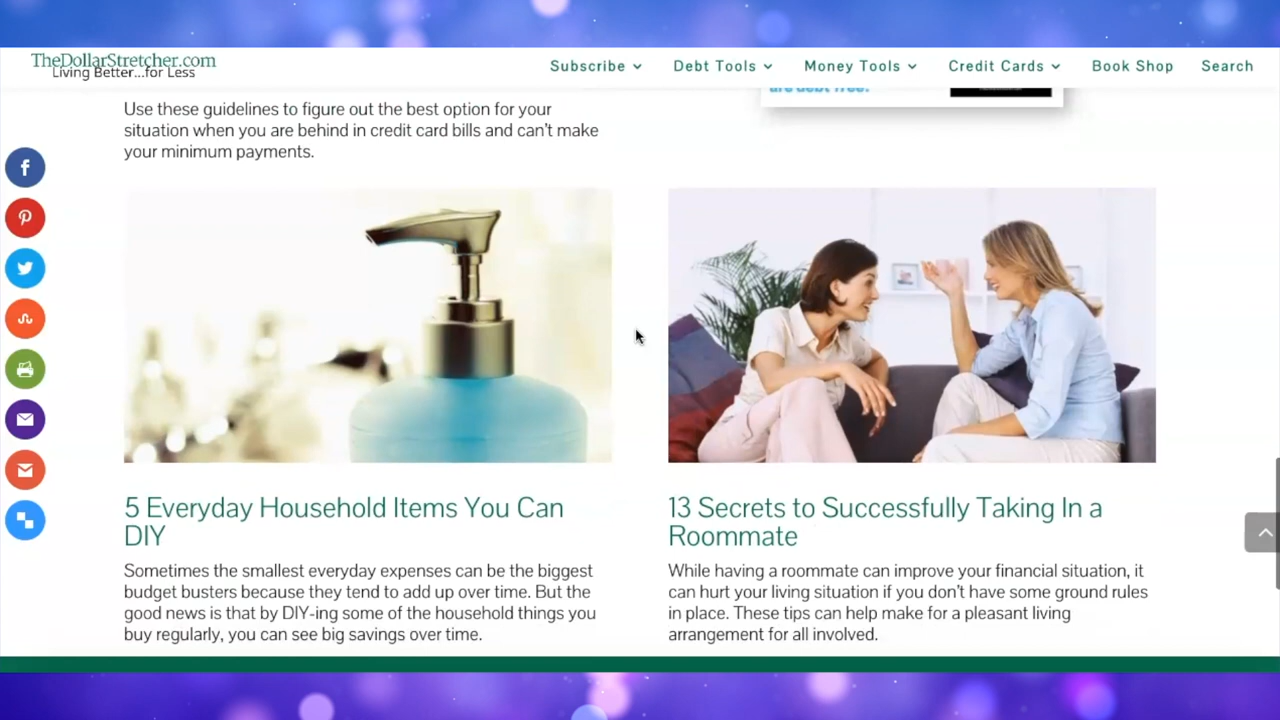 TheDollarStretcher.com
Living Better...for Less
Subscribe
Debt Tools
Money Tools
Credit Cards
Book Shop
Search
are debt free!
Use these guidelines to figure out the best option for your
situation when you are behind in credit card bills and can't make
your minimum payments.
5 Everyday Household Items You Can
DIY
Sometimes the smallest everyday expenses can be the biggest
budget busters because they tend to add up over time. But the
good news is that by DIY-ing some of the household things you
buy regularly, you can see big savings over time.
13 Secrets to Successfully Taking In a
Roommate
While having a roommate can improve your financial situation, it
can hurt your living situation if you don't have some ground rules
in place. These tips can help make for a pleasant living
arrangement for all involved.